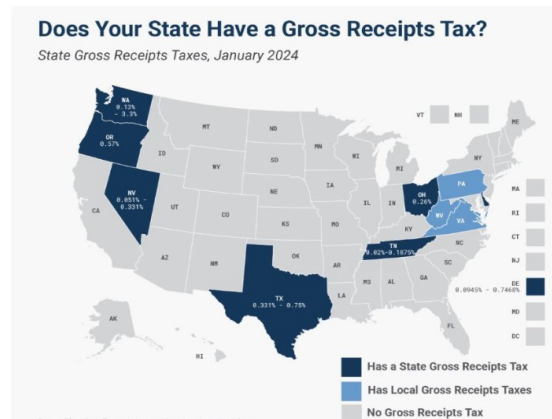 Does Your State Have a Gross Receipts Tax?
State Gross Receipts Taxes, January 2024
WA
0.13%
- 3.3%
OR
0.57%
MT
ID
WY
ND
SD
NE
MN
IA
WI
MI
VT
NH
ME
NY
NV
0.051% -
0.331%
CA
UT
CO
KS
MO
IL
IN
OH
0.26%
PA
WV
VA
KY
TN
0.02%-0.1875%
NC
SC
AZ
NM
OK
AR
MS
AL
GA
LA
FL
TX
0.331% - 0.75%
AK
HI
MA
RI
CT
NJ
DE
0.0945% - 0.7468%
MD
DC
Has a State Gross Receipts Tax
Has Local Gross Receipts Taxes
No Gross Receipts Tax